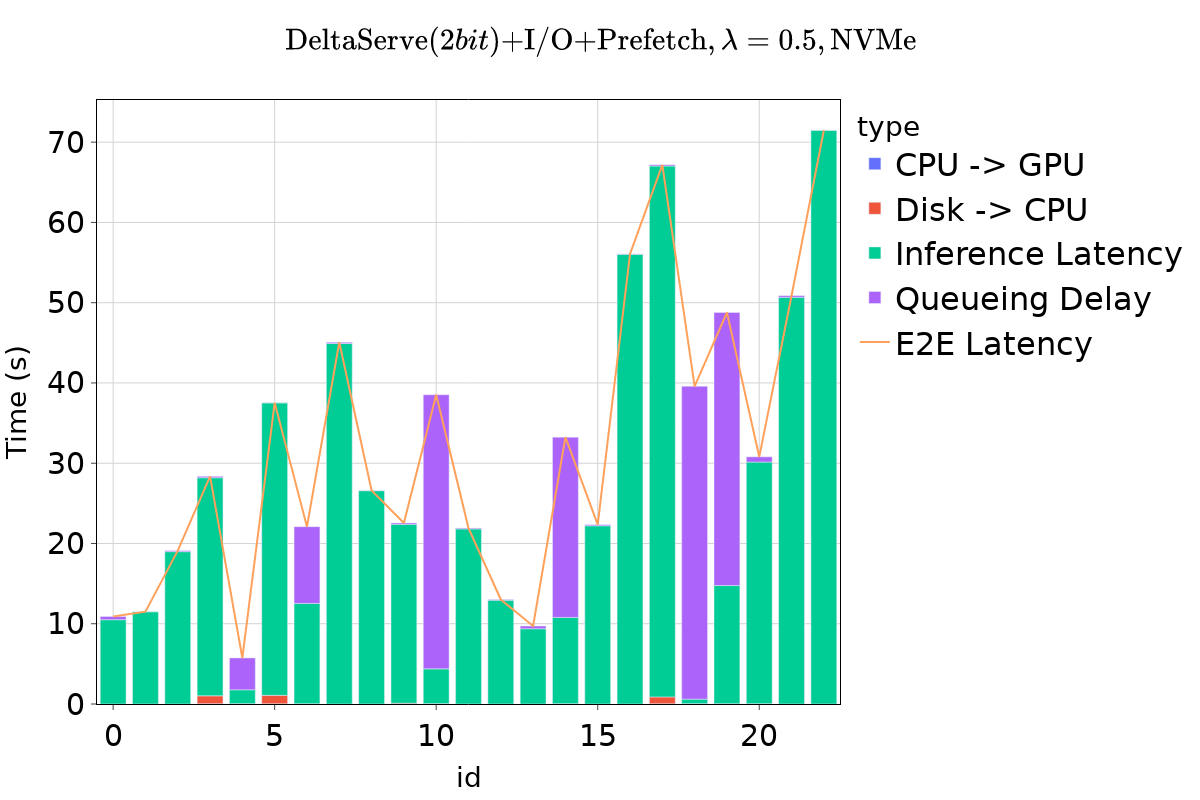 DeltaServe(2bit)+I/O+Prefetch, λ = 0.5, NVMe
type
CPU -> GPU
Disk -> CPU
Inference Latency
Queueing Delay
E2E Latency
Time (s)
70
60
50
40
30
20
10
0
0 5 10 15 20
id